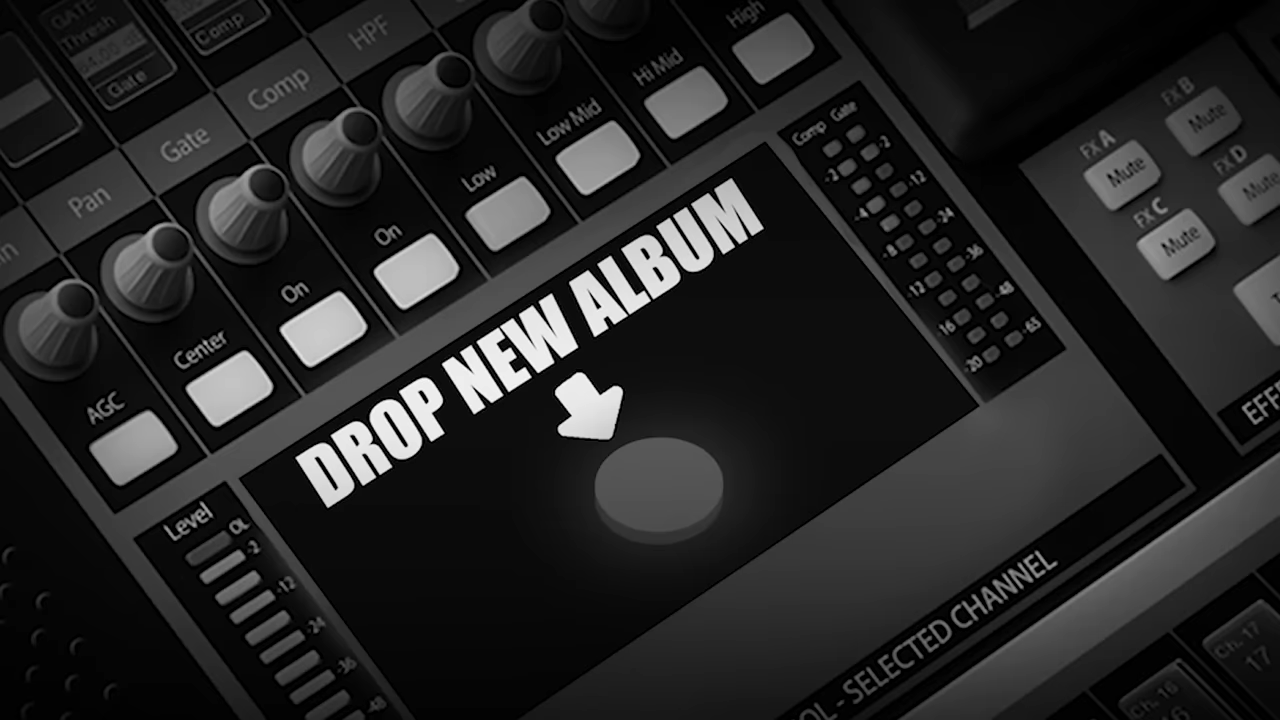 GATE
Thresh
Gate
Comp
Pan
Gate
Comp
HPF
AGC
Center
On
On
Low
Low Mid
Hi Mid
High
DROP NEW ALBUM
Comp Gate
-2 -2
-4 -12
-8 -24
-12 -36
-16 -48
-20 -65
FX A
Mute
FX B
Mute
FX C
Mute
FX D
Mute
Level
OL
-2
-12
-24
-36
-48
OL - SELECTED CHANNEL
Ch. 16
Ch. 17
17